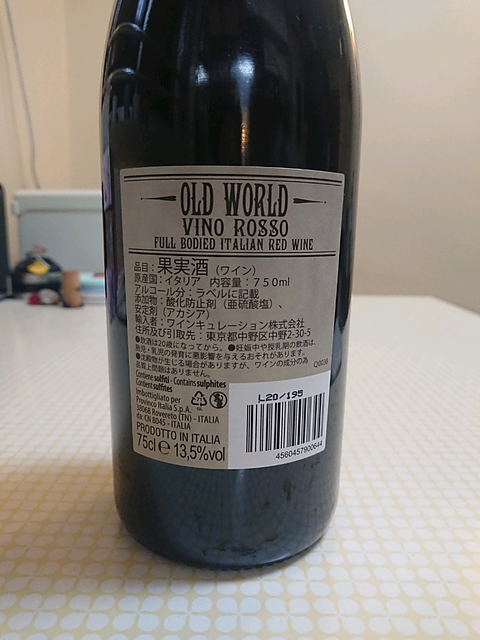 OLD WORLD
VINO ROSSO
FULL BODIED ITALIAN RED WINE
品目：果実酒（ワイン）
原産国：イタリア　内容量：750ml
アルコール分：ラベルに記載
添加物：酸化防止剤（亜硫酸塩）、
安定剤（アカシア）
輸入者：ワインキュレーション株式会社
住所及び引取先：東京都中野区中野2-30-5
●飲酒は20歳になってから。●妊娠中や授乳期の飲酒は、
胎児・乳児の発育に悪影響を与えるおそれがあります。
●沈殿物が生じる場合がありますが、ワインの成分の為
品質上問題はありません。
Q0038
Contiene solfiti - Contains sulphites
Content sulfites
Imbottigliato per
Provinco Italia S.p.A.
38068 Rovereto (TN) - ITALIA
da: CN 8045 - ITALIA
PRODOTTO IN ITALIA
75cl e 13,5%vol
L20/195
4560457900644